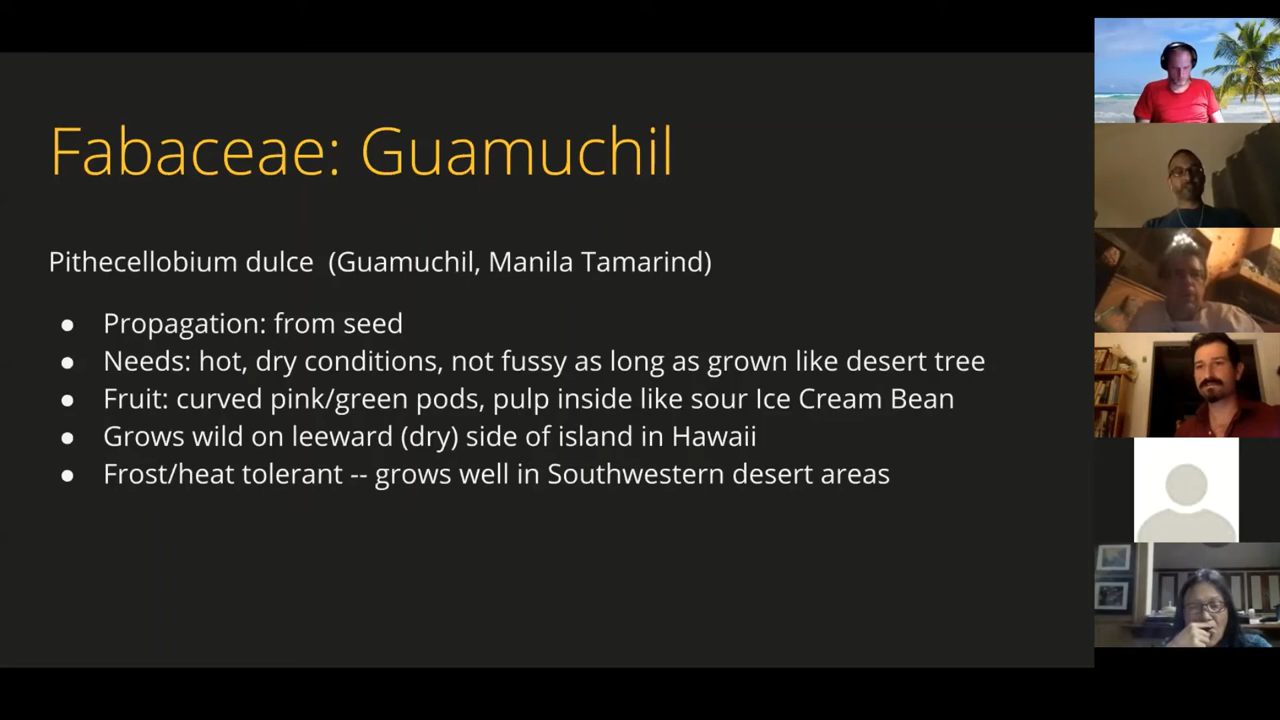 Fabaceae: Guamuchil
Pithecellobium dulce  (Guamuchil, Manila Tamarind)
● Propagation: from seed
● Needs: hot, dry conditions, not fussy as long as grown like desert tree
● Fruit: curved pink/green pods, pulp inside like sour Ice Cream Bean
● Grows wild on leeward (dry) side of island in Hawaii
● Frost/heat tolerant -- grows well in Southwestern desert areas